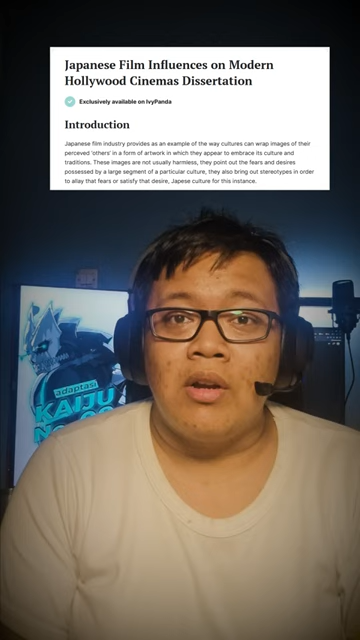 Japanese Film Influences on Modern
Hollywood Cinemas Dissertation
Exclusively available on IvyPanda
Introduction
Japanese film industry provides as an example of the way cultures can wrap images of their
perceved 'others' in a form of artwork in which they appear to embrace its culture and
traditions. These images are not usually harmless, they point out the fears and desires
possessed by a large segment of a particular culture, they also bring out stereotypes in order
to allay that fears or satisfy that desire, Japese culture for this instance.
adaptasi
KAIJU